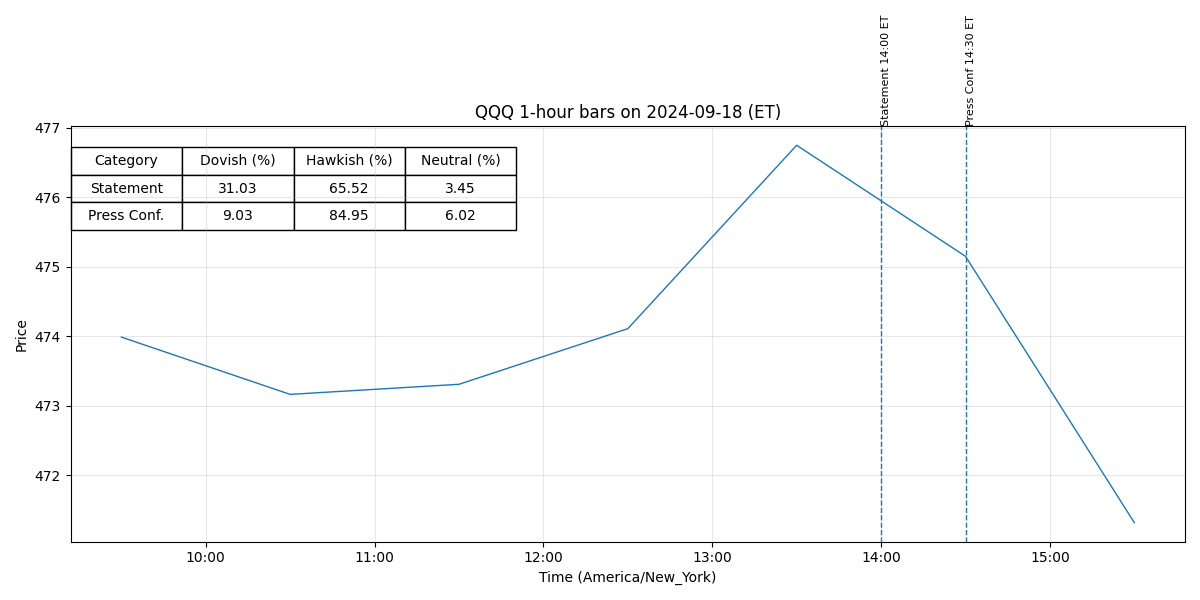 Statement 14:00 ET
Press Conf 14:30 ET
QQQ 1-hour bars on 2024-09-18 (ET)
Category Dovish (%) Hawkish (%) Neutral (%)
Statement 31.03 65.52 3.45
Press Conf. 9.03 84.95 6.02
Price
477
476
475
474
473
472
10:00 11:00 12:00 13:00 14:00 15:00
Time (America/New_York)